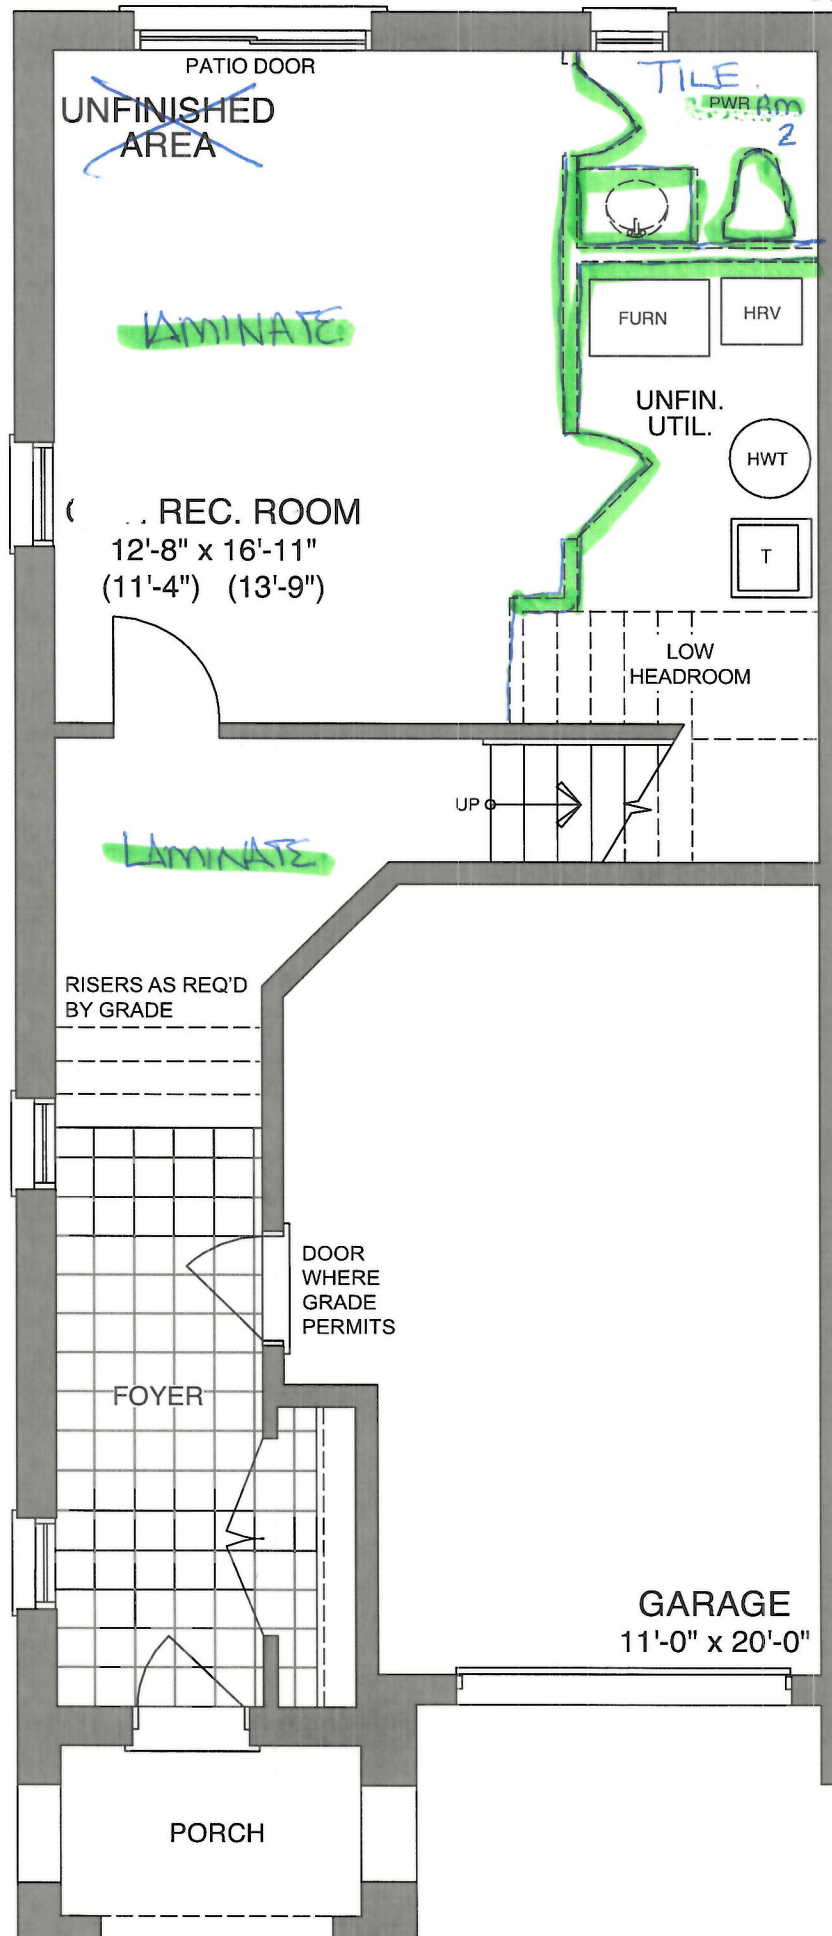 PATIO DOOR
UNFINISHED
AREA
TILE.
PWR RM
2
LAMINATE
FURN
HRV
UNFIN.
UTIL.
HWT
T
REC. ROOM
12'-8" x 16'-11"
(11'-4") (13'-9")
LOW
HEADROOM
UP
LAMINATE
RISERS AS REQ'D
BY GRADE
DOOR
WHERE
GRADE
PERMITS
FOYER
GARAGE
11'-0" x 20'-0"
PORCH